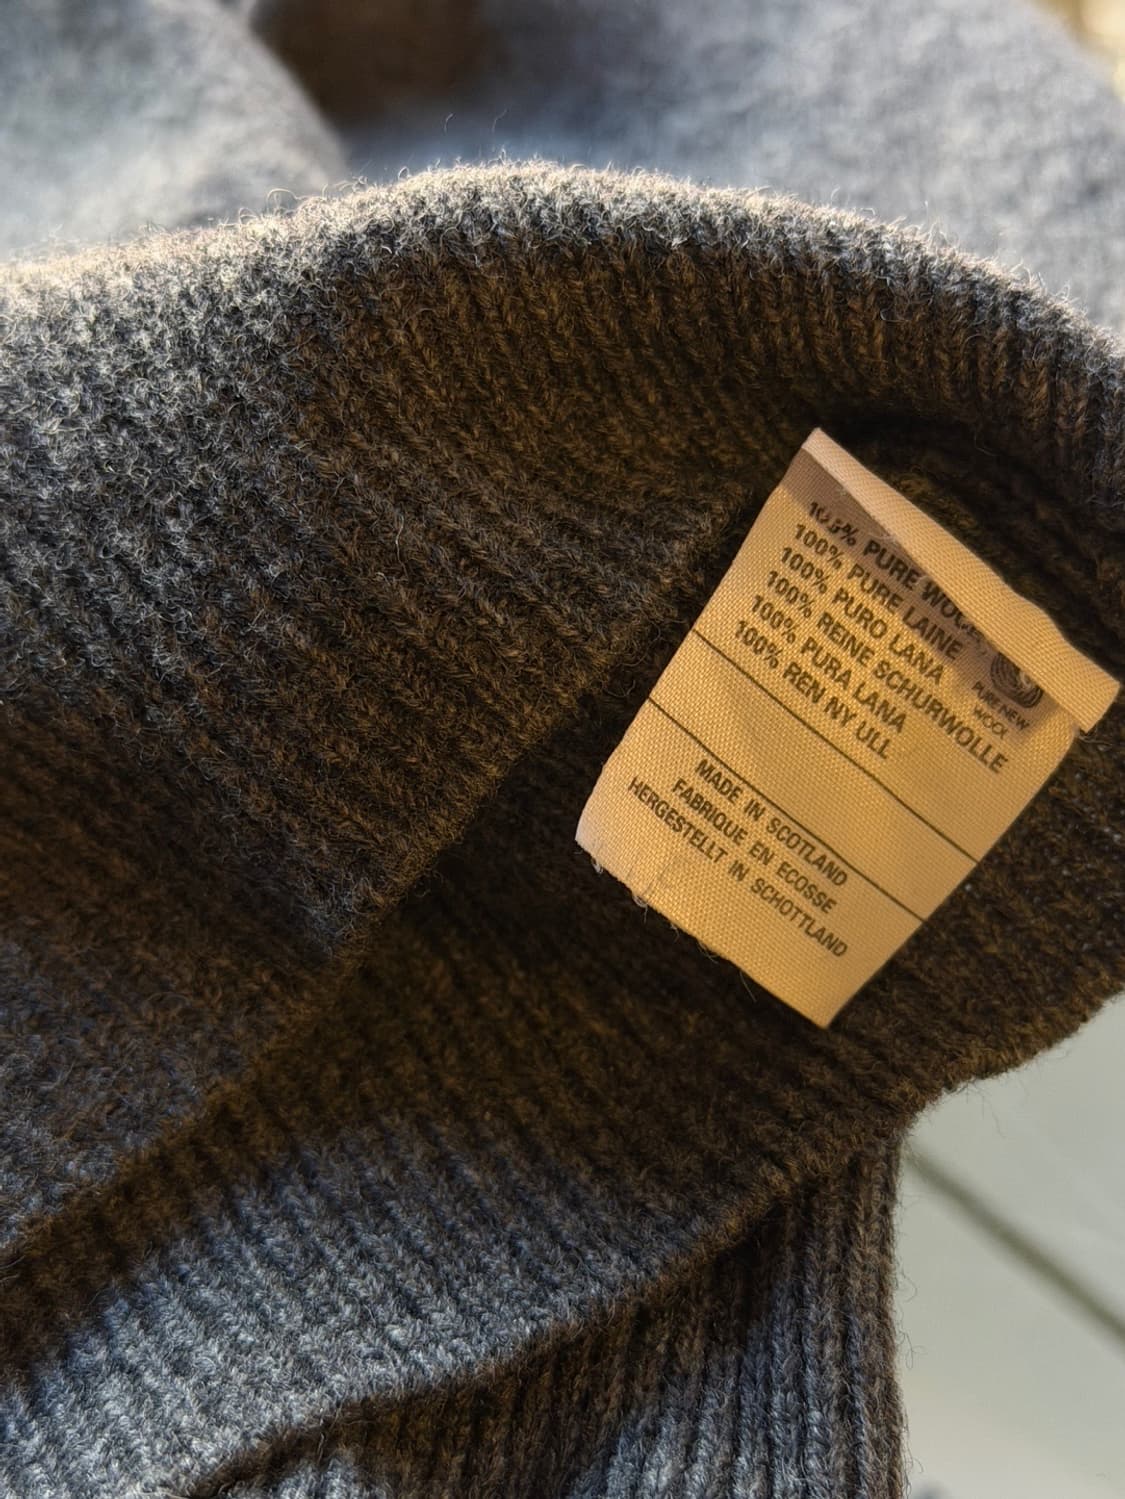 100% PURE WOOL
100% PURE LAINE
100% PURO LANA
100% REINE SCHURWOLLE
100% PURA LANA
100% REN NY ULL
PURE NEW
WOOL
MADE IN SCOTLAND
FABRIQUE EN ECOSSE
HERGESTELLT IN SCHOTTLAND